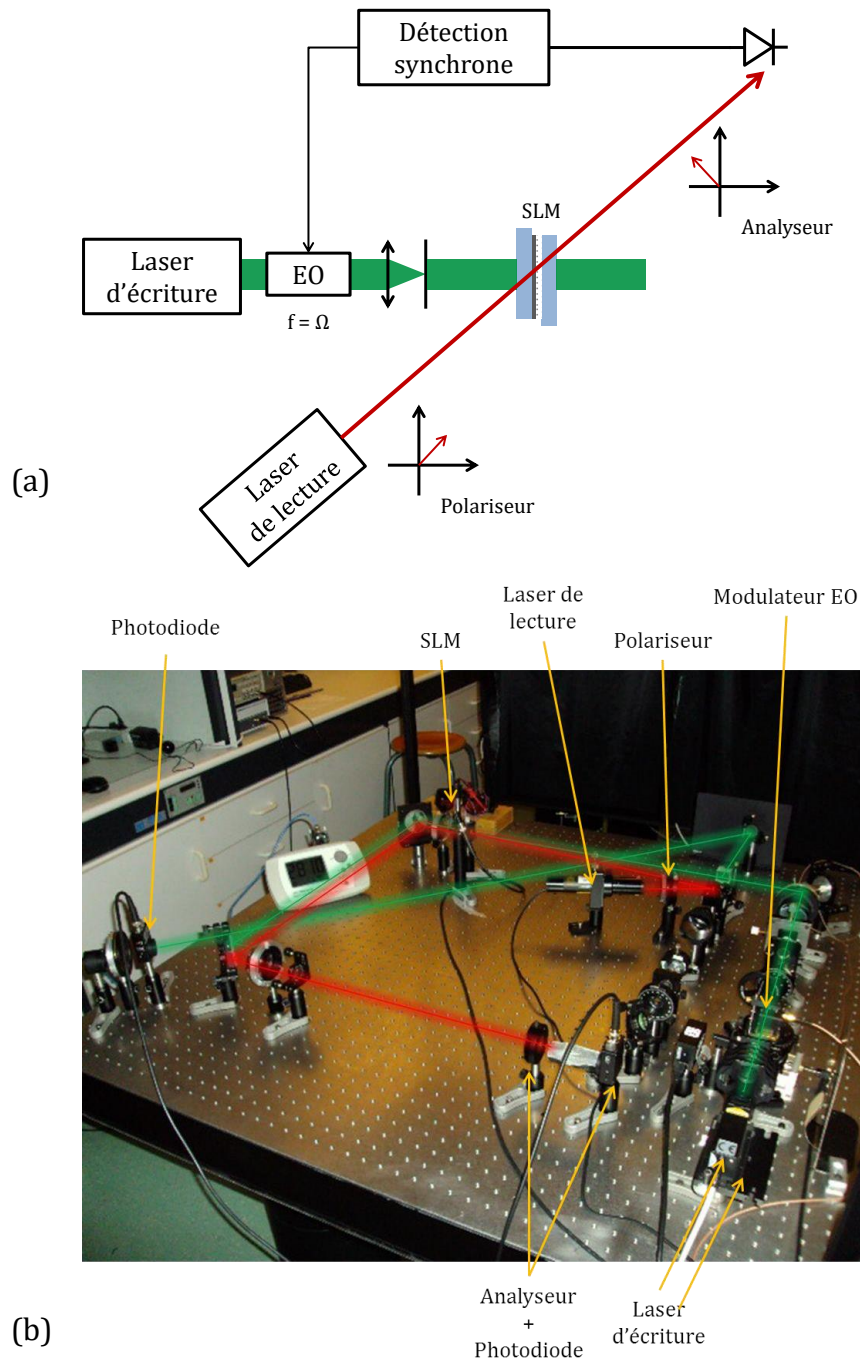 Détection
synchrone
SLM
Analyseur
Laser
d'écriture
EO
f = Ω
Laser
de lecture
Polariseur
(a)
Laser de
lecture
Modulateur EO
Photodiode
SLM
Polariseur
Analyseur
+
Photodiode
Laser
d'écriture
(b)